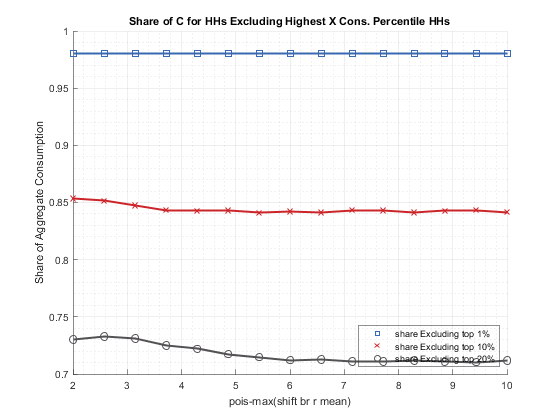 Share of C for HHs Excluding Highest X Cons. Percentile HHs
1
0.95
0.9
0.85
0.8
0.75
0.7
Share of Aggregate Consumption
share Excluding top 1%
share Excluding top 10%
share Excluding top 20%
2 3 4 5 6 7 8 9 10
pois-max(shift br r mean)